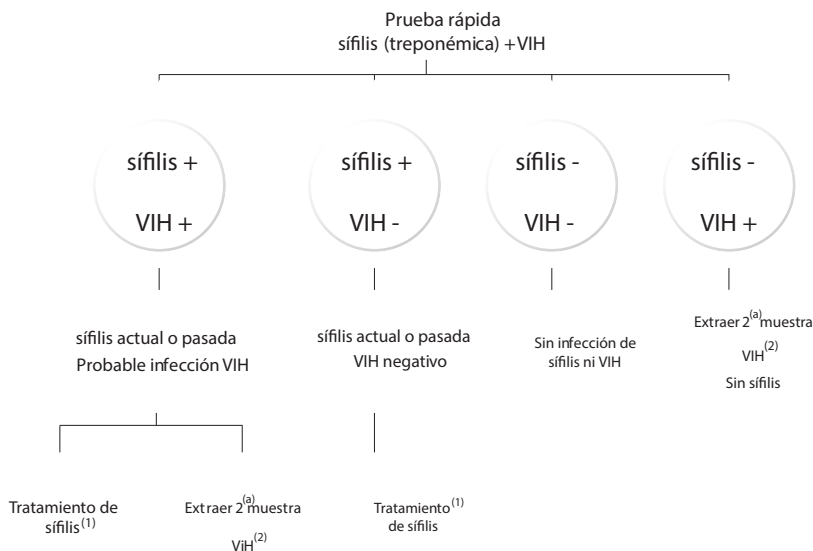 Prueba rápida
sífilis (treponémica) +VIH
sífilis +
VIH +
sífilis +
VIH -
sífilis -
VIH -
sífilis -
VIH +
sífilis actual o pasada
Probable infección VIH
sífilis actual o pasada
VIH negativo
Sin infección de
sífilis ni VIH
Extraer 2(a) muestra
VIH(2)
Sin sífilis
Tratamiento de
sífilis(1)
Extraer 2(a) muestra
ViH(2)
Tratamiento(1)
de sífilis